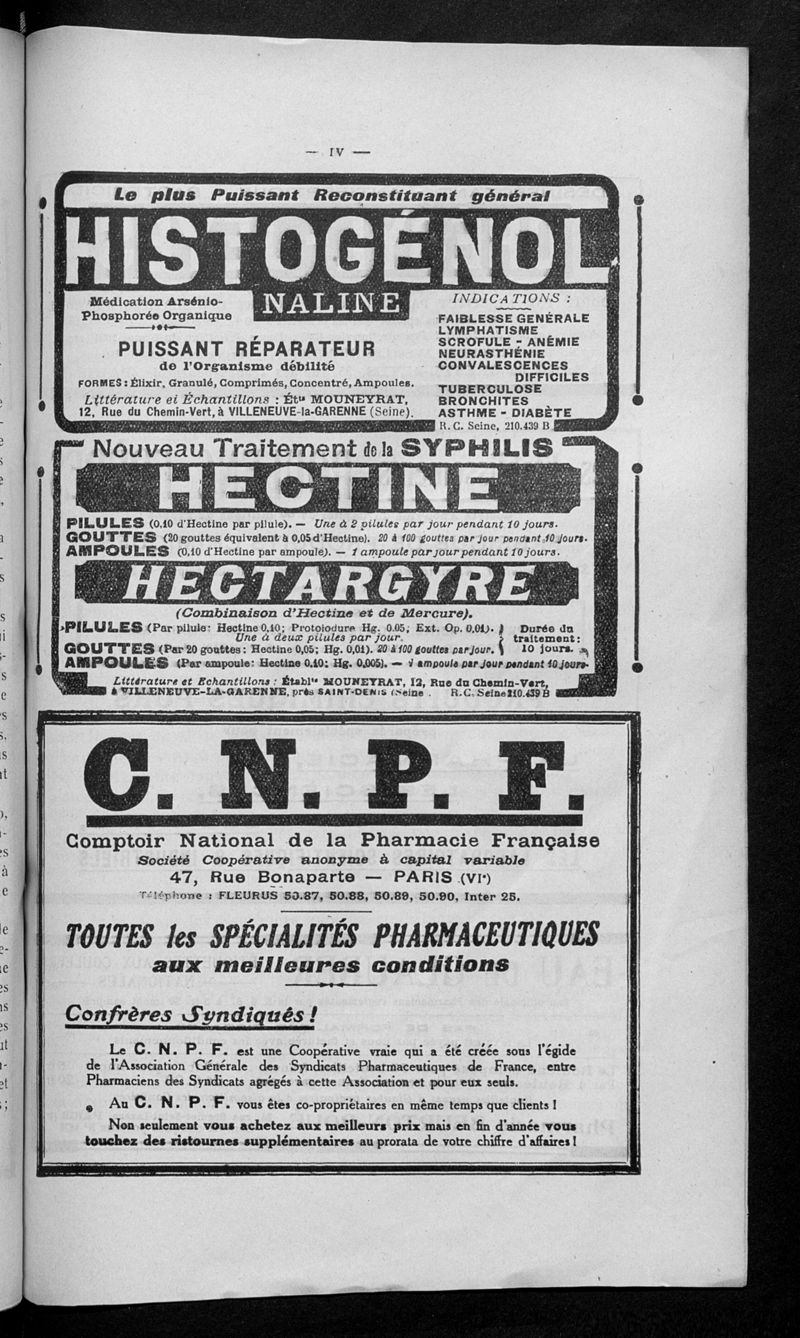 — IV —
Le plus Puissant Reconstituant général
HISTOGÉNOL
NALINE
Médication Arsénio-
Phosphorée Organique
PUISSANT RÉPARATEUR
de l'Organisme débilité
FORMES : Élixir, Granulé, Comprimés, Concentré, Ampoules.
Littérature et Échantillons : Éts MOUNEYRAT,
12, Rue du Chemin-Vert, à VILLENEUVE-la-GARENNE (Seine).
INDICATIONS :
FAIBLESSE GENÉRALE
LYMPHATISME
SCROFULE - ANÉMIE
NEURASTHÉNIE
CONVALESCENCES
DIFFICILES
TUBERCULOSE
BRONCHITES
ASTHME - DIABÈTE
R. C. Seine, 210.439 B
Nouveau Traitement de la SYPHILIS
HECTINE
PILULES (0.10 d'Hectine par pilule). — Une à 2 pilules par jour pendant 10 jours.
GOUTTES (20 gouttes équivalent à 0,05 d'Hectine). 20 à 100 gouttes par jour pendant 10 jours.
AMPOULES (0,10 d'Hectine par ampoule). — 1 ampoule par jour pendant 10 jours.
HECTARGYRE
(Combinaison d'Hectine et de Mercure).
PILULES (Par pilule: Hectine 0,10; Protoiodure Hg. 0.05; Ext. Op. 0,01).
Une à deux pilules par jour.
GOUTTES (Par 20 gouttes: Hectine 0,05; Hg. 0,01). 20 à 100 gouttes par jour.
Durée du
traitement:
10 jours.
AMPOULES (Par ampoule: Hectine 0.10; Hg. 0,005). — 1 ampoule par jour pendant 10 jours.
Littérature et Echantillons : Établts MOUNEYRAT, 12, Rue du Chemin-Vert,
à VILLENEUVE-LA-GARENNE, près SAINT-DENIS (Seine . R. C. Seine 210.439 B
C. N. P. F.
Comptoir National de la Pharmacie Française
Société Coopérative anonyme à capital variable
47, Rue Bonaparte — PARIS (VIe)
Téléphone : FLEURUS 50.87, 50.88, 50.89, 50.90, Inter 25.
TOUTES les SPÉCIALITÉS PHARMACEUTIQUES
aux meilleures conditions
Confrères Syndiqués !
Le C. N. P. F. est une Coopérative vraie qui a été créée sous l'égide
de l'Association Générale des Syndicats Pharmaceutiques de France, entre
Pharmaciens des Syndicats agrégés à cette Association et pour eux seuls.
Au C. N. P. F. vous êtes co-propriétaires en même temps que clients !
Non seulement vous achetez aux meilleurs prix mais en fin d'année vous
touchez des ristournes supplémentaires au prorata de votre chiffre d'affaires !